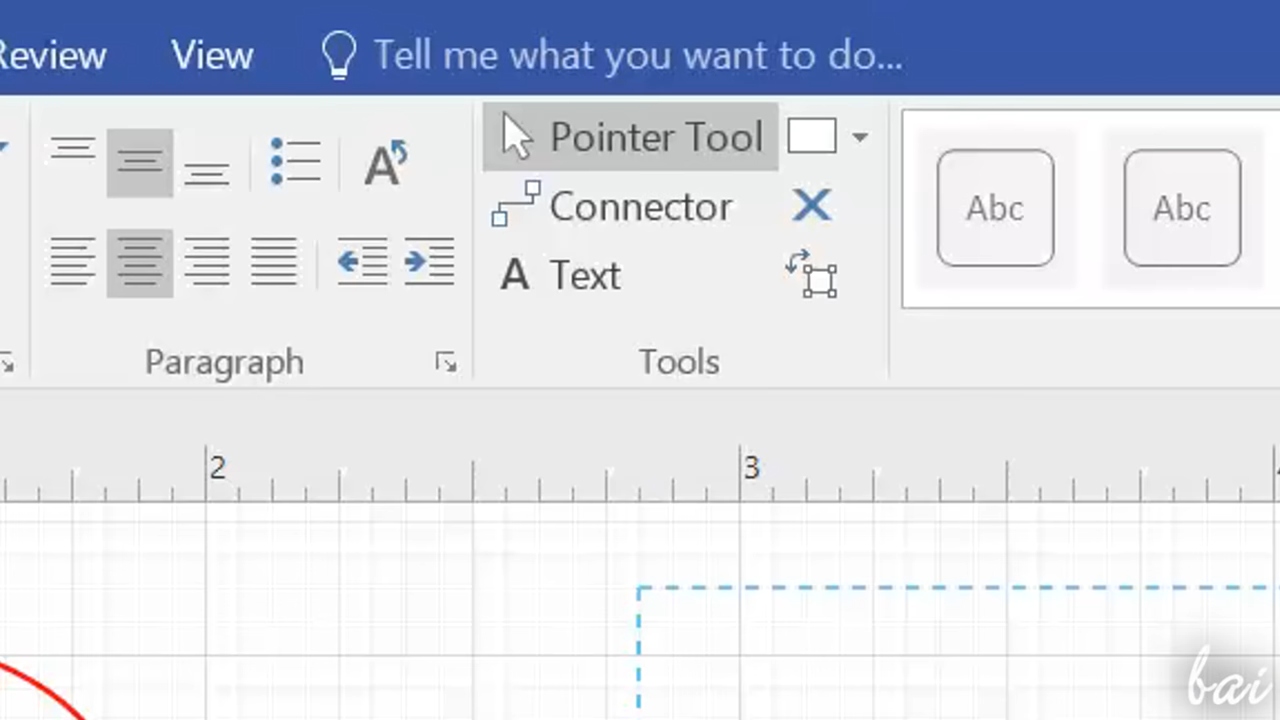 Review View Tell me what you want to do...
Pointer Tool
Connector
A Text
Abc Abc
Paragraph Tools
2 3
bai